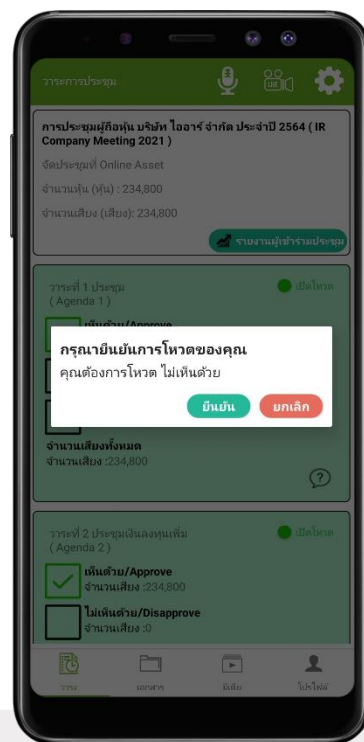 วาระการประชุม
LIVE
การประชุมผู้ถือหุ้น บริษัท ไออาร์ จำกัด ประจำปี 2564 ( IR
Company Meeting 2021 )
จัดประชุมที่ Online Asset
จำนวนหุ้น (หุ้น) : 234,800
จำนวนเสียง (เสียง): 234,800
รายงานผู้เข้าร่วมประชุม
วาระที่ 1 ประชุม
( Agenda 1 )
เปิดโหวต
เห็นด้วย/Approve
กรุณายืนยันการโหวตของคุณ
คุณต้องการโหวต ไม่เห็นด้วย
ยืนยัน
ยกเลิก
จำนวนเสียงทั้งหมด
จำนวนเสียง :234,800
วาระที่ 2 ประชุมเงินลงทุนเพิ่ม
( Agenda 2 )
เปิดโหวต
เห็นด้วย/Approve
จำนวนเสียง :234,800
ไม่เห็นด้วย/Disapprove
จำนวนเสียง :0
วาระ
เอกสาร
มีเดีย
โปรไฟล์